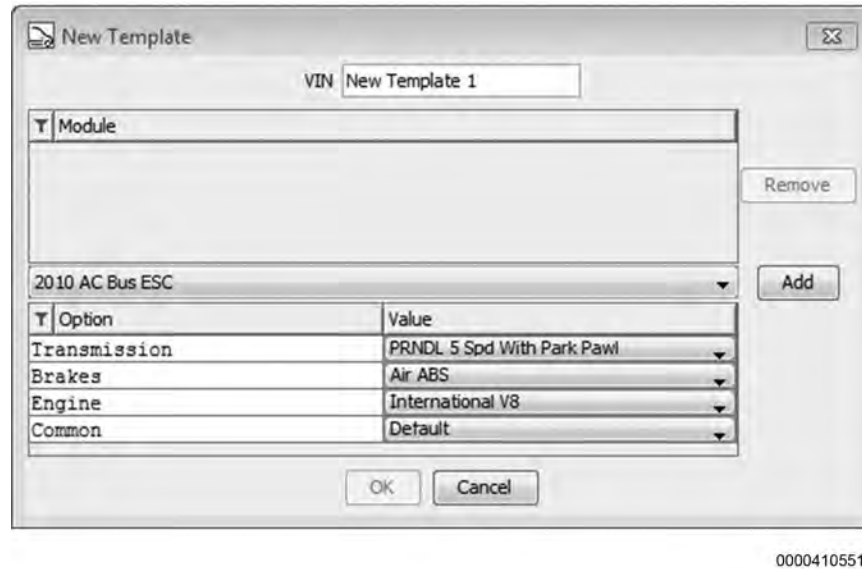 New Template
VIN New Template 1
Module
Remove
2010 AC Bus ESC
Add
Option Value
Transmission PRNDL 5 Spd With Park Pawl
Brakes Air ABS
Engine International V8
Common Default
OK Cancel
0000410551